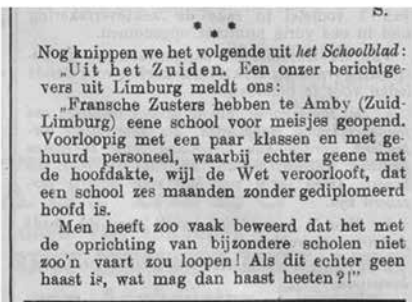 S.
* * *
Nog knippen we het volgende uit het Schoolblad:
„Uit het Zuiden. Een onzer berichtge-
vers uit Limburg meldt ons:
„Fransche Zusters hebben te Amby (Zuid-
Limburg) eene school voor meisjes geopend.
Voorloopig met een paar klassen en met ge-
huurd personeel, waarbij echter geene met
de hoofdakte, wijl de Wet veroorlooft, dat
een school zes maanden zonder gediplomeerd
hoofd is.
Men heeft zoo vaak beweerd dat het met
de oprichting van bijzondere scholen niet
zoo'n vaart zou loopen! Als dit echter geen
haast is, wat mag dan haast heeten?!"